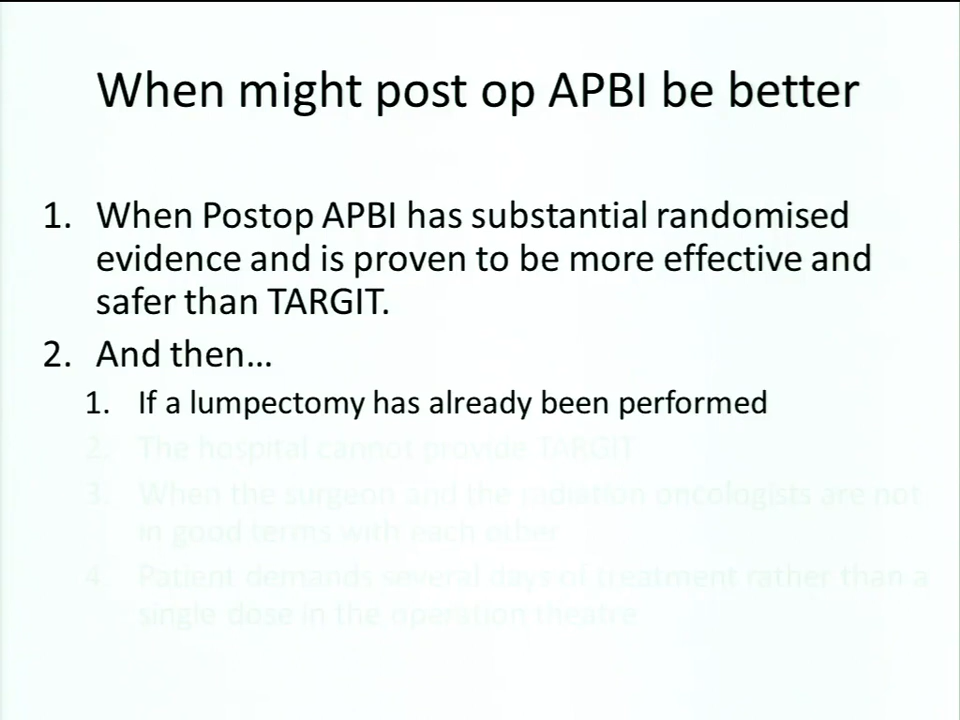 When might post op APBI be better
1. When Postop APBI has substantial randomised
evidence and is proven to be more effective and
safer than TARGIT.
2. And then...
1. If a lumpectomy has already been performed
2. The hospital cannot provide TARGIT
3. When the surgeon and the radiation oncologists are not
in good terms with each other
4. Patient demands several days of treatment rather than a
single dose in the operation theatre